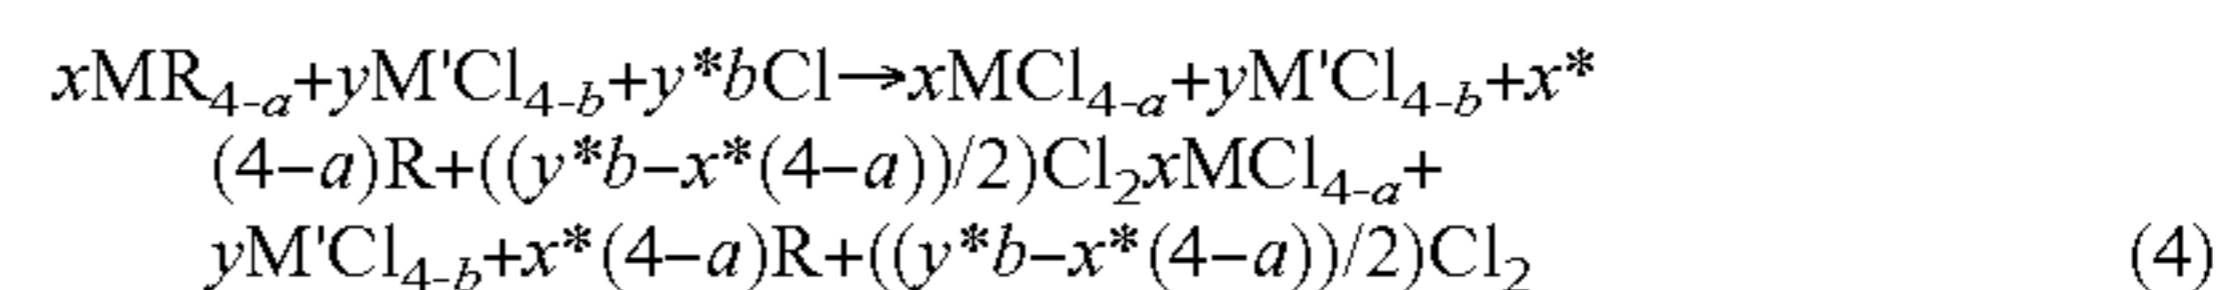 xMR₄₋ₐ+yM'Cl₄₋b+y*bCl→xMCl₄₋ₐ+yM'Cl₄₋b+x*
(4−a)R+((y*b−x*(4−a))/2)Cl₂xMCl₄₋ₐ+
yM'Cl₄₋b+x*(4−a)R+((y*b−x*(4−a))/2)Cl₂ (4)